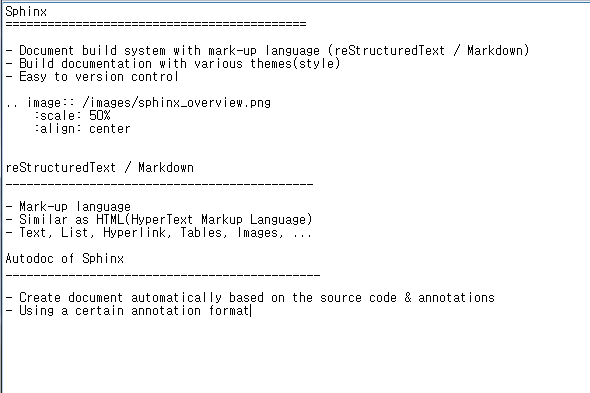 Sphinx
===========================================
- Document build system with mark-up language (reStructuredText / Markdown)
- Build documentation with various themes(style)
- Easy to version control
.. image:: /images/sphinx_overview.png
:scale: 50%
:align: center
reStructuredText / Markdown
--------------------------------------------
- Mark-up language
- Similar as HTML(HyperText Markup Language)
- Text, List, Hyperlink, Tables, Images, ...
Autodoc of Sphinx
---------------------------------------------
- Create document automatically based on the source code & annotations
- Using a certain annotation format